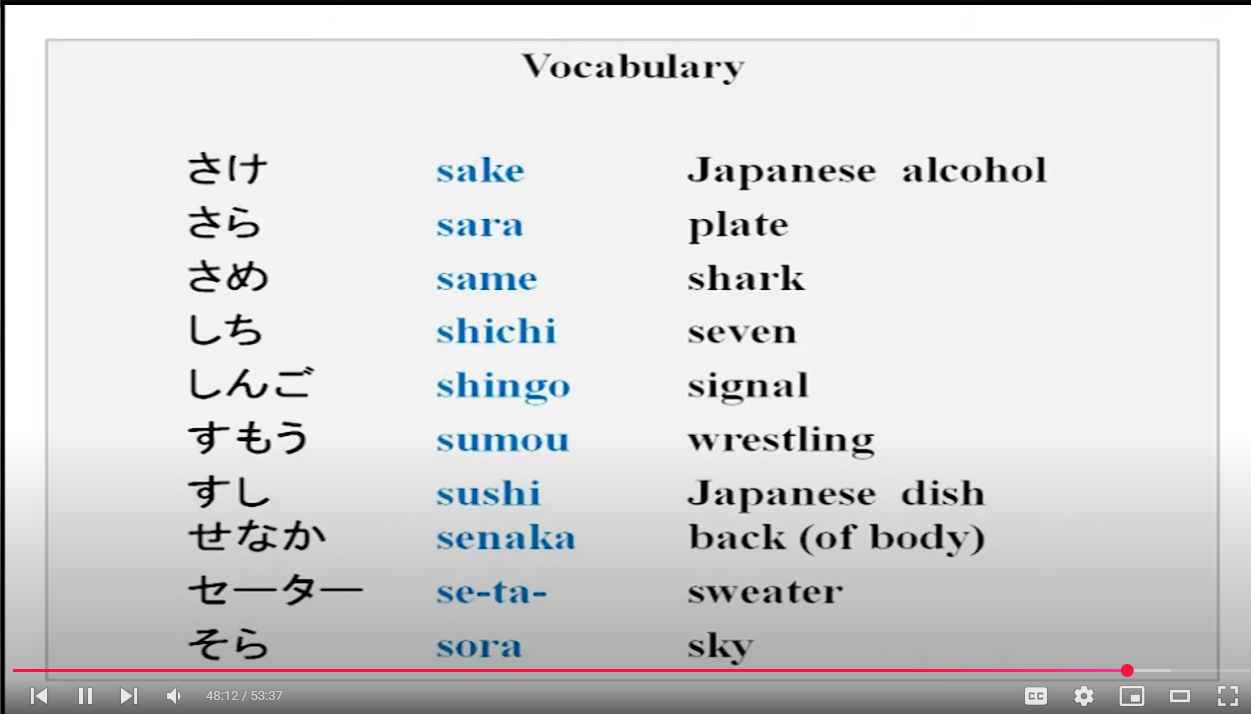 Vocabulary
さけ sake Japanese alcohol
さら sara plate
さめ same shark
しち shichi seven
しんご shingo signal
すもう sumou wrestling
すし sushi Japanese dish
せなか senaka back (of body)
セーター se-ta- sweater
そら sora sky
48:12 / 53:37
CC